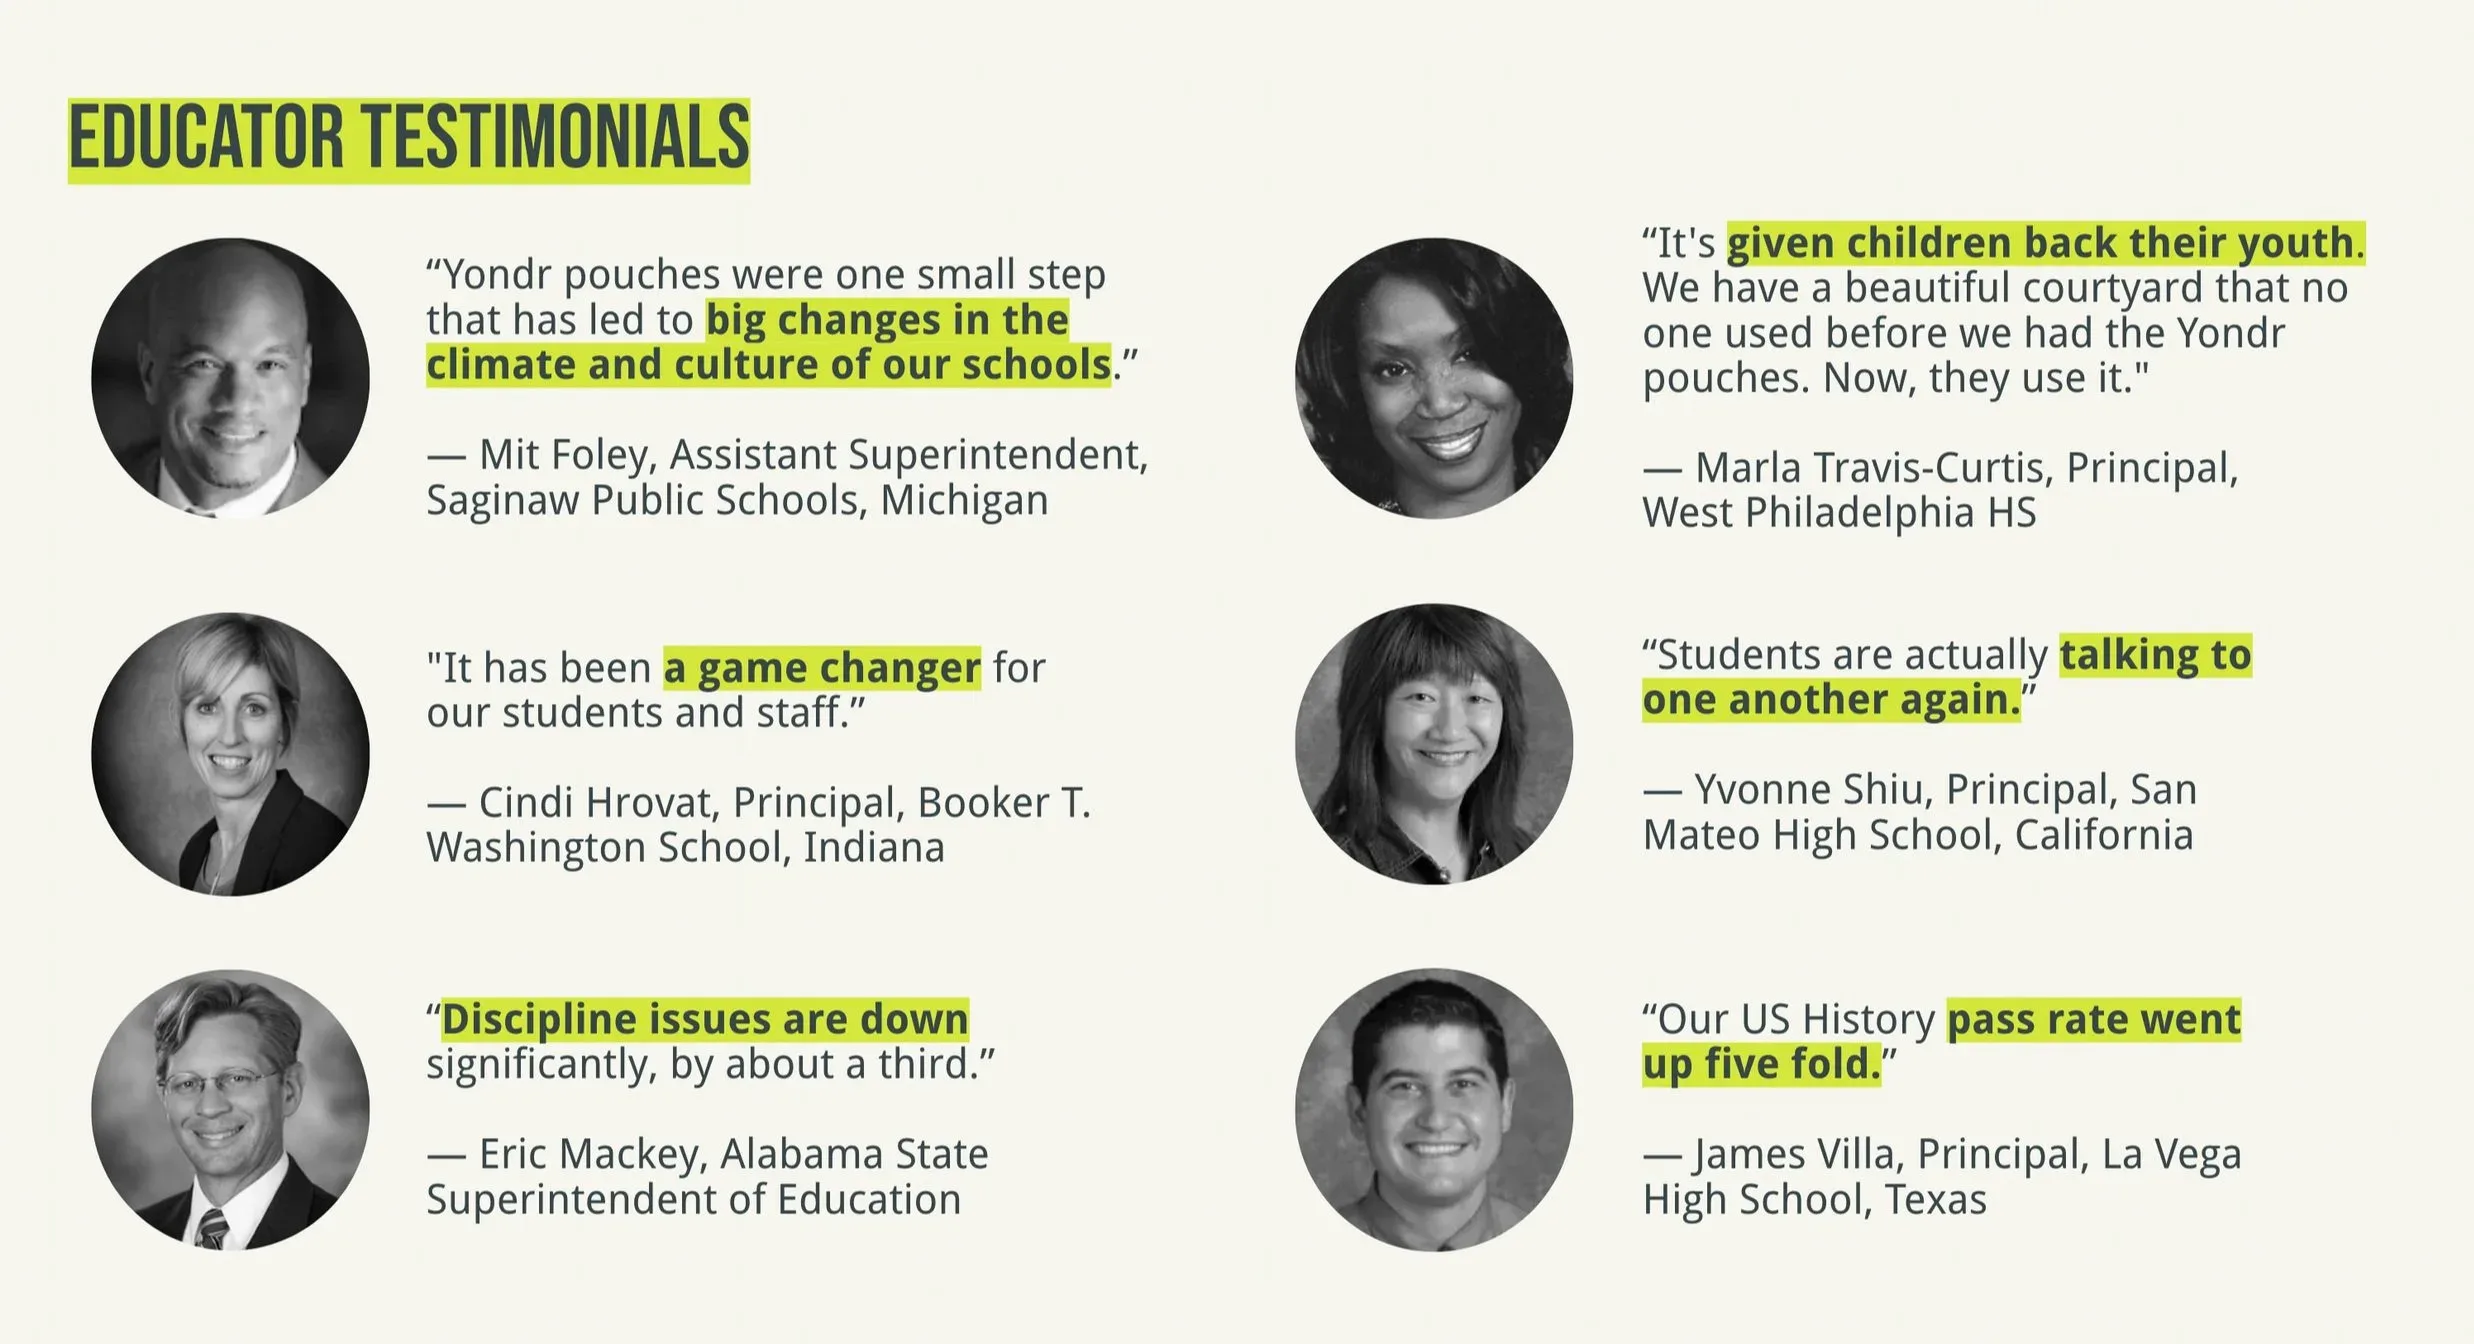 EDUCATOR TESTIMONIALS
“Yondr pouches were one small step
that has led to big changes in the
climate and culture of our schools.”
— Mit Foley, Assistant Superintendent,
Saginaw Public Schools, Michigan
"It has been a game changer for
our students and staff.”
— Cindi Hrovat, Principal, Booker T.
Washington School, Indiana
“Discipline issues are down
significantly, by about a third.”
— Eric Mackey, Alabama State
Superintendent of Education
“It's given children back their youth.
We have a beautiful courtyard that no
one used before we had the Yondr
pouches. Now, they use it."
— Marla Travis-Curtis, Principal,
West Philadelphia HS
“Students are actually talking to
one another again.”
— Yvonne Shiu, Principal, San
Mateo High School, California
“Our US History pass rate went
up five fold.”
— James Villa, Principal, La Vega
High School, Texas